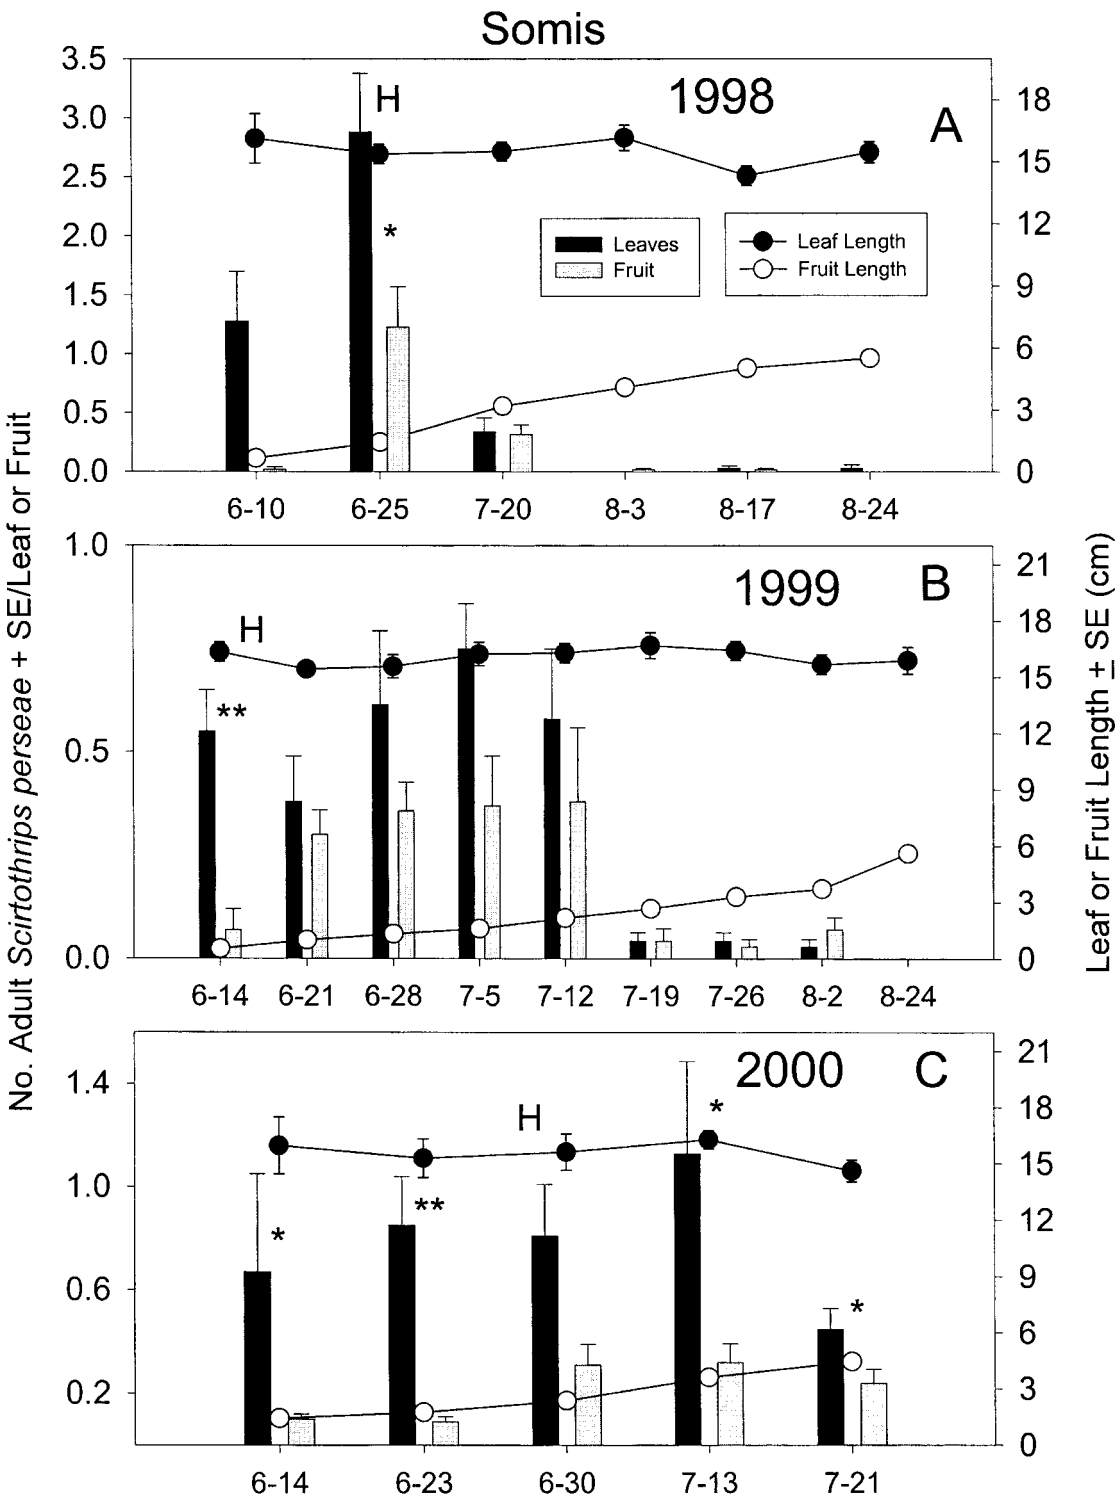 Somis
No. Adult Scirtothrips perseae + SE/Leaf or Fruit
Leaf or Fruit Length ± SE (cm)
1998
A
H
*
Leaves
Fruit
Leaf Length
Fruit Length
3.5
3.0
2.5
2.0
1.5
1.0
0.5
0.0
18
15
12
9
6
3
0
6-10 6-25 7-20 8-3 8-17 8-24
1999
B
H
**
1.0
0.5
0.0
21
18
15
12
9
6
3
0
6-14 6-21 6-28 7-5 7-12 7-19 7-26 8-2 8-24
2000
C
H
*
**
*
*
1.4
1.0
0.6
0.2
21
18
15
12
9
6
3
0
6-14 6-23 6-30 7-13 7-21